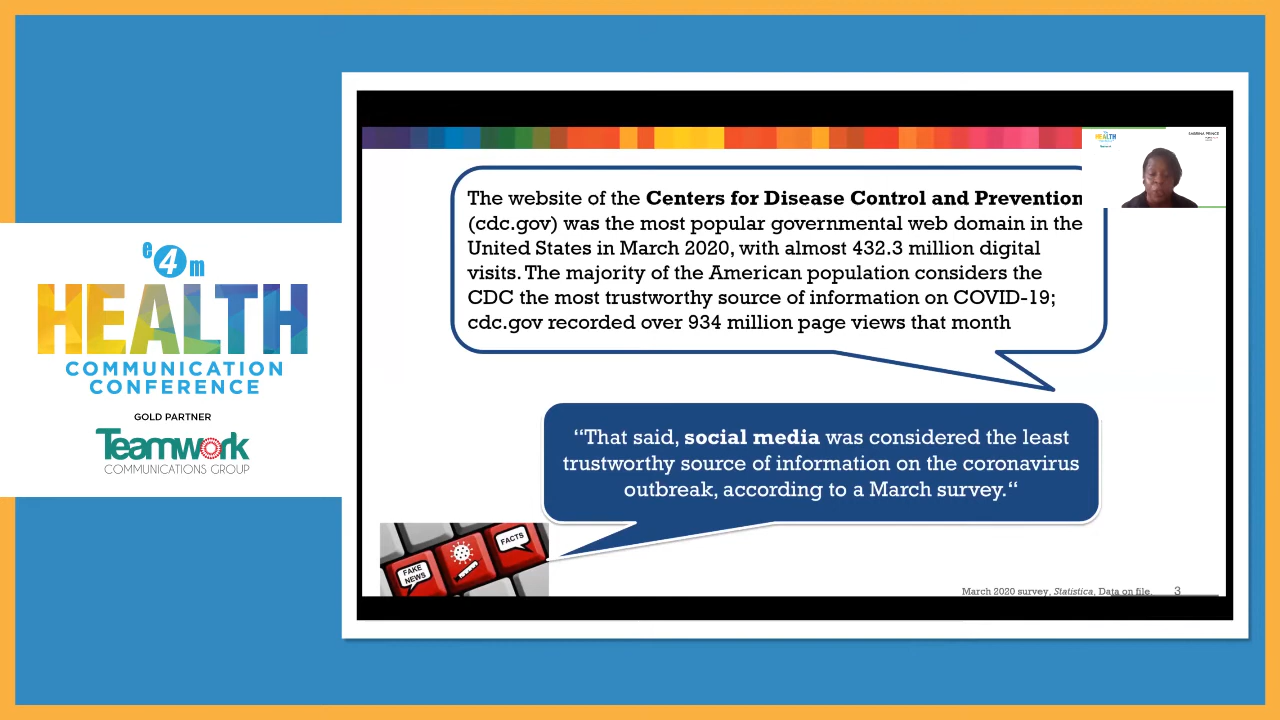 e4m
HEALTH
COMMUNICATION
CONFERENCE
GOLD PARTNER
Teamwork
COMMUNICATIONS GROUP
The website of the Centers for Disease Control and Prevention
(cdc.gov) was the most popular governmental web domain in the
United States in March 2020, with almost 432.3 million digital
visits. The majority of the American population considers the
CDC the most trustworthy source of information on COVID-19;
cdc.gov recorded over 934 million page views that month
HEALTH
“That said, social media was considered the least
trustworthy source of information on the coronavirus
outbreak, according to a March survey.“
FAKE
NEWS
FACTS
March 2020 survey, Statistica, Data on file.
3